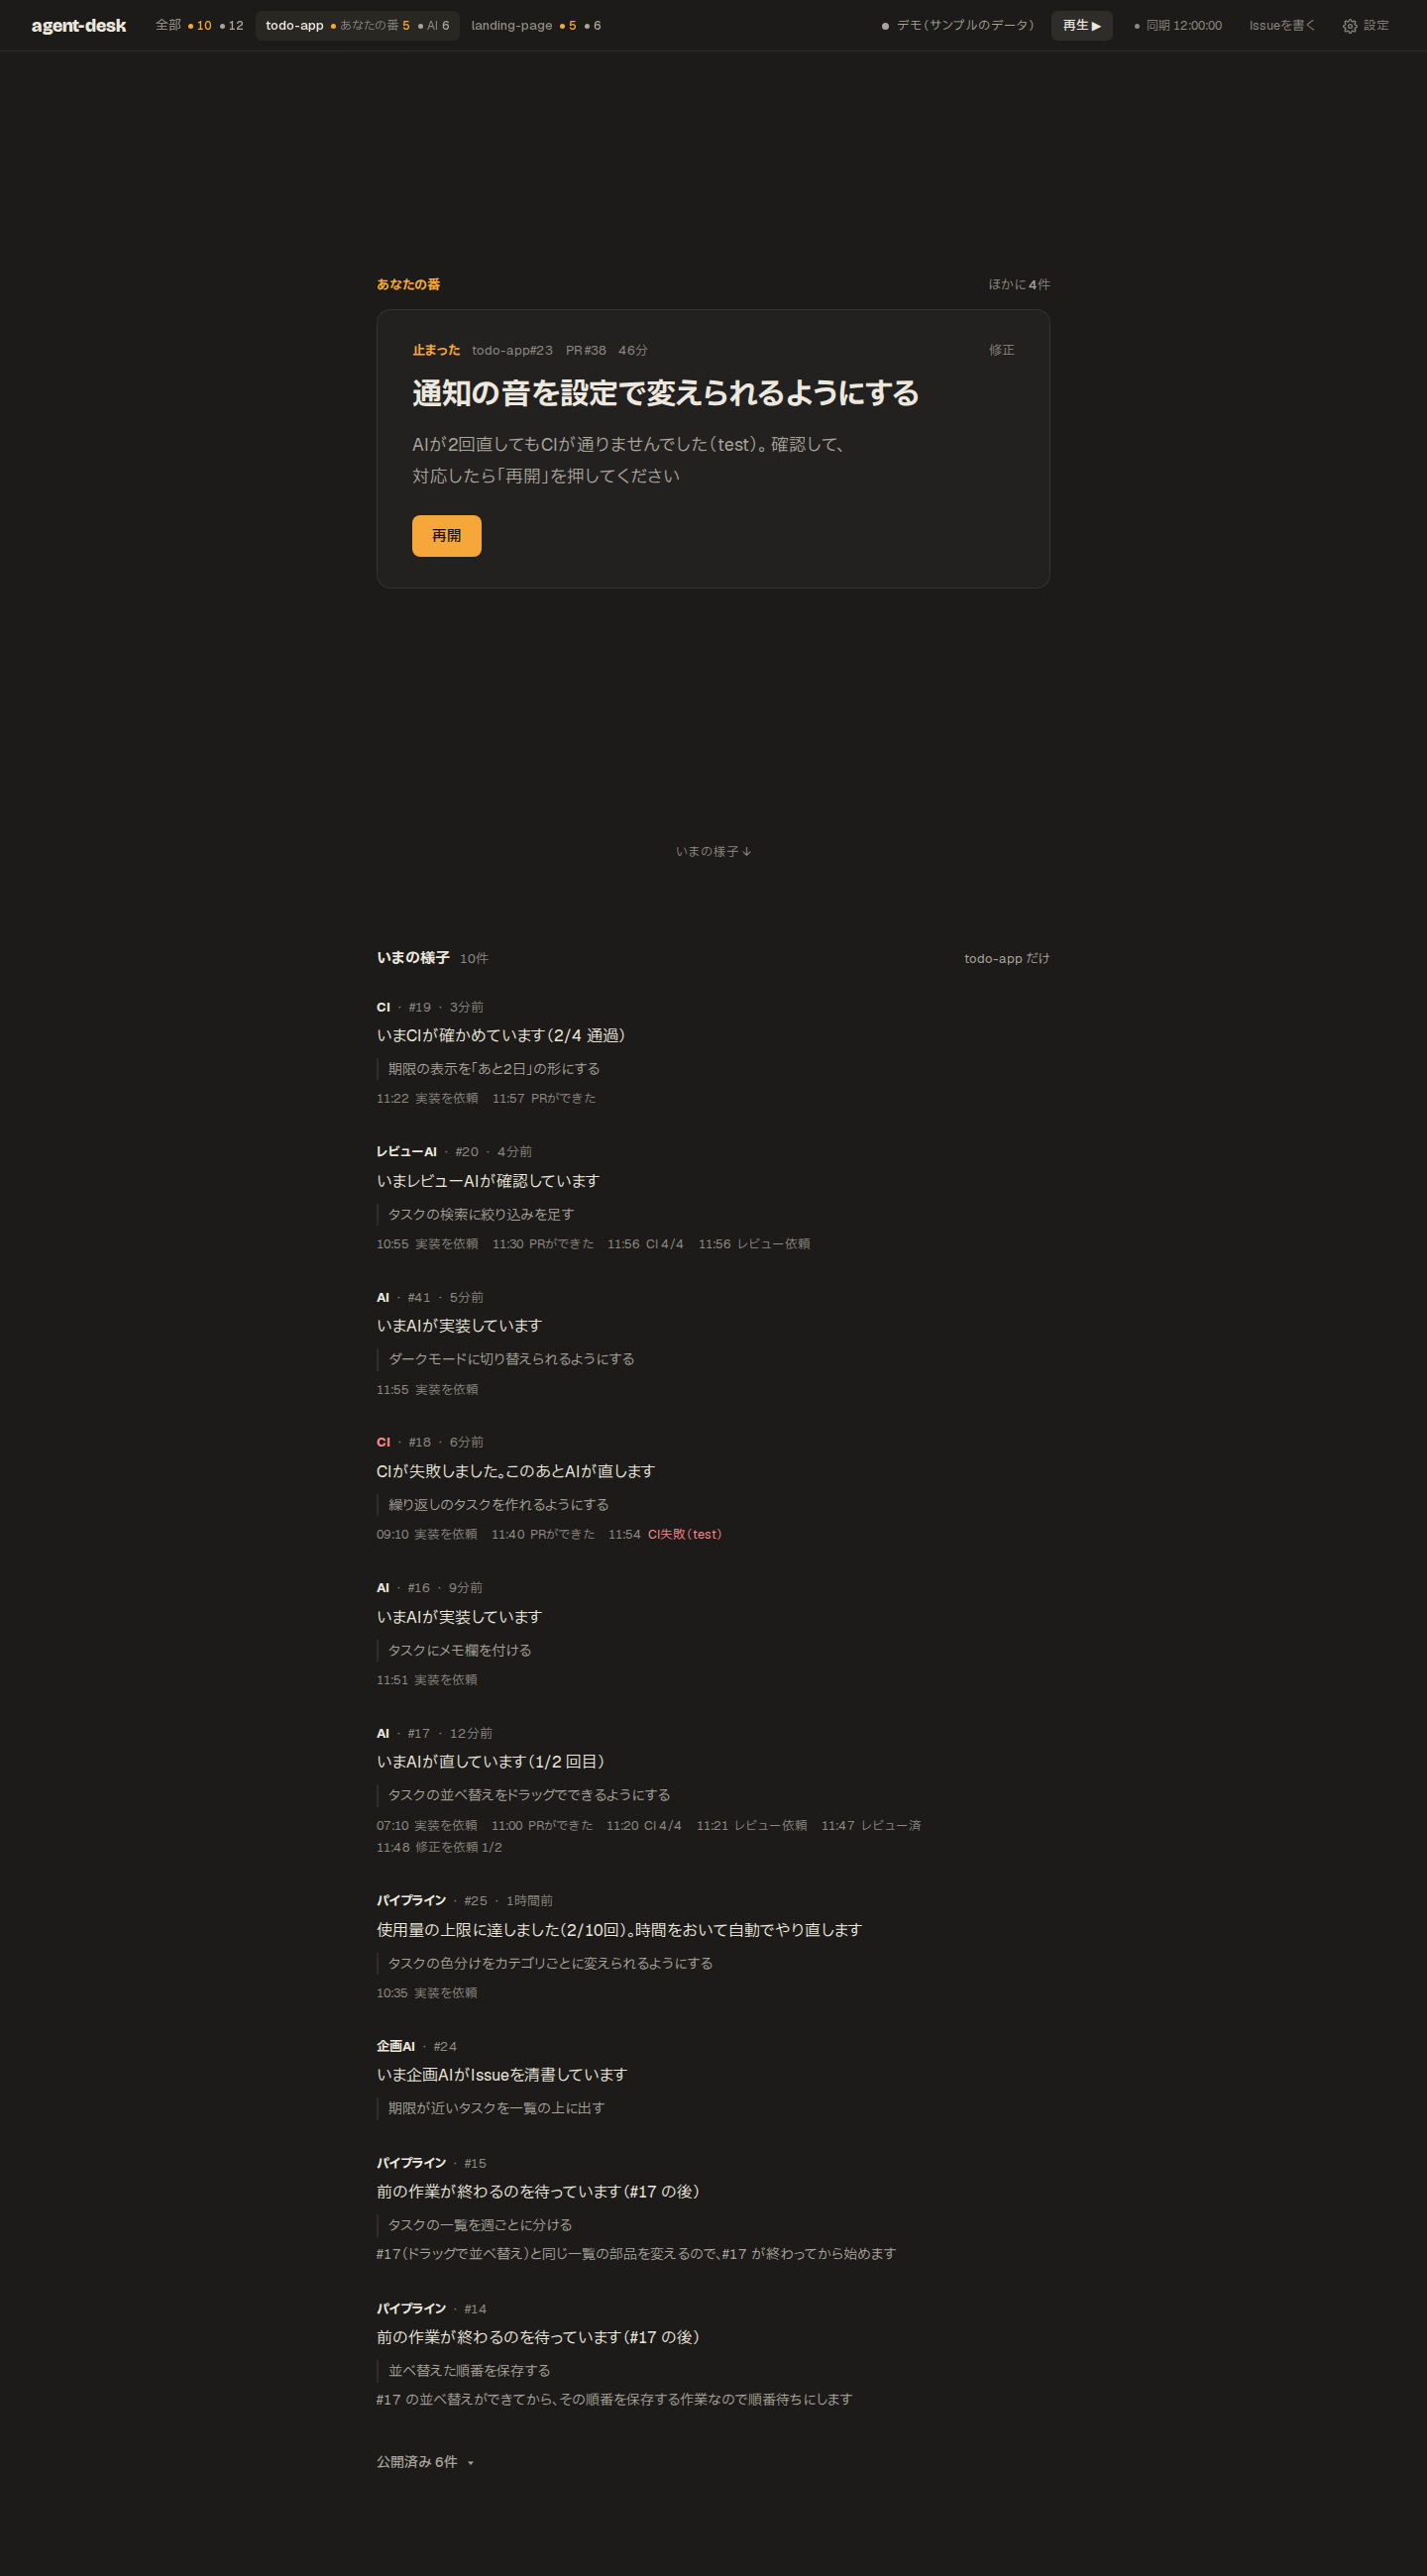 agent-desk 全部 10 12 todo-app あなたの番 5 AI 6 landing-page 5 6 デモ（サンプルのデータ） 再生 ▶ 同期 12:00:00 Issueを書く 設定
あなたの番 ほかに4件
止まった todo-app#23 PR#38 46分 修正
通知の音を設定で変えられるようにする
AIが2回直してもCIが通りませんでした（test）。確認して、
対応したら「再開」を押してください
再開
いまの様子 ↓
いまの様子 10件 todo-app だけ
CI · #19 · 3分前
いまCIが確かめています（2/4 通過）
期限の表示を「あと2日」の形にする
11:22 実装を依頼 11:57 PRができた
レビューAI · #20 · 4分前
いまレビューAIが確認しています
タスクの検索に絞り込みを足す
10:55 実装を依頼 11:30 PRができた 11:56 CI 4/4 11:56 レビュー依頼
AI · #41 · 5分前
いまAIが実装しています
ダークモードに切り替えられるようにする
11:55 実装を依頼
CI · #18 · 6分前
CIが失敗しました。このあとAIが直します
繰り返しのタスクを作れるようにする
09:10 実装を依頼 11:40 PRができた 11:54 CI失敗（test）
AI · #16 · 9分前
いまAIが実装しています
タスクにメモ欄を付ける
11:51 実装を依頼
AI · #17 · 12分前
いまAIが直しています（1/2 回目）
タスクの並べ替えをドラッグでできるようにする
07:10 実装を依頼 11:00 PRができた 11:20 CI 4/4 11:21 レビュー依頼 11:47 レビュー済
11:48 修正を依頼 1/2
パイプライン · #25 · 1時間前
使用量の上限に達しました（2/10回）。時間をおいて自動でやり直します
タスクの色分けをカテゴリごとに変えられるようにする
10:35 実装を依頼
企画AI · #24
いま企画AIがIssueを清書しています
期限が近いタスクを一覧の上に出す
パイプライン · #15
前の作業が終わるのを待っています（#17 の後）
タスクの一覧を週ごとに分ける
#17（ドラッグで並べ替え）と同じ一覧の部品を変えるので、#17 が終わってから始めます
パイプライン · #14
前の作業が終わるのを待っています（#17 の後）
並べ替えた順番を保存する
#17 の並べ替えができてから、その順番を保存する作業なので順番待ちにします
公開済み 6件